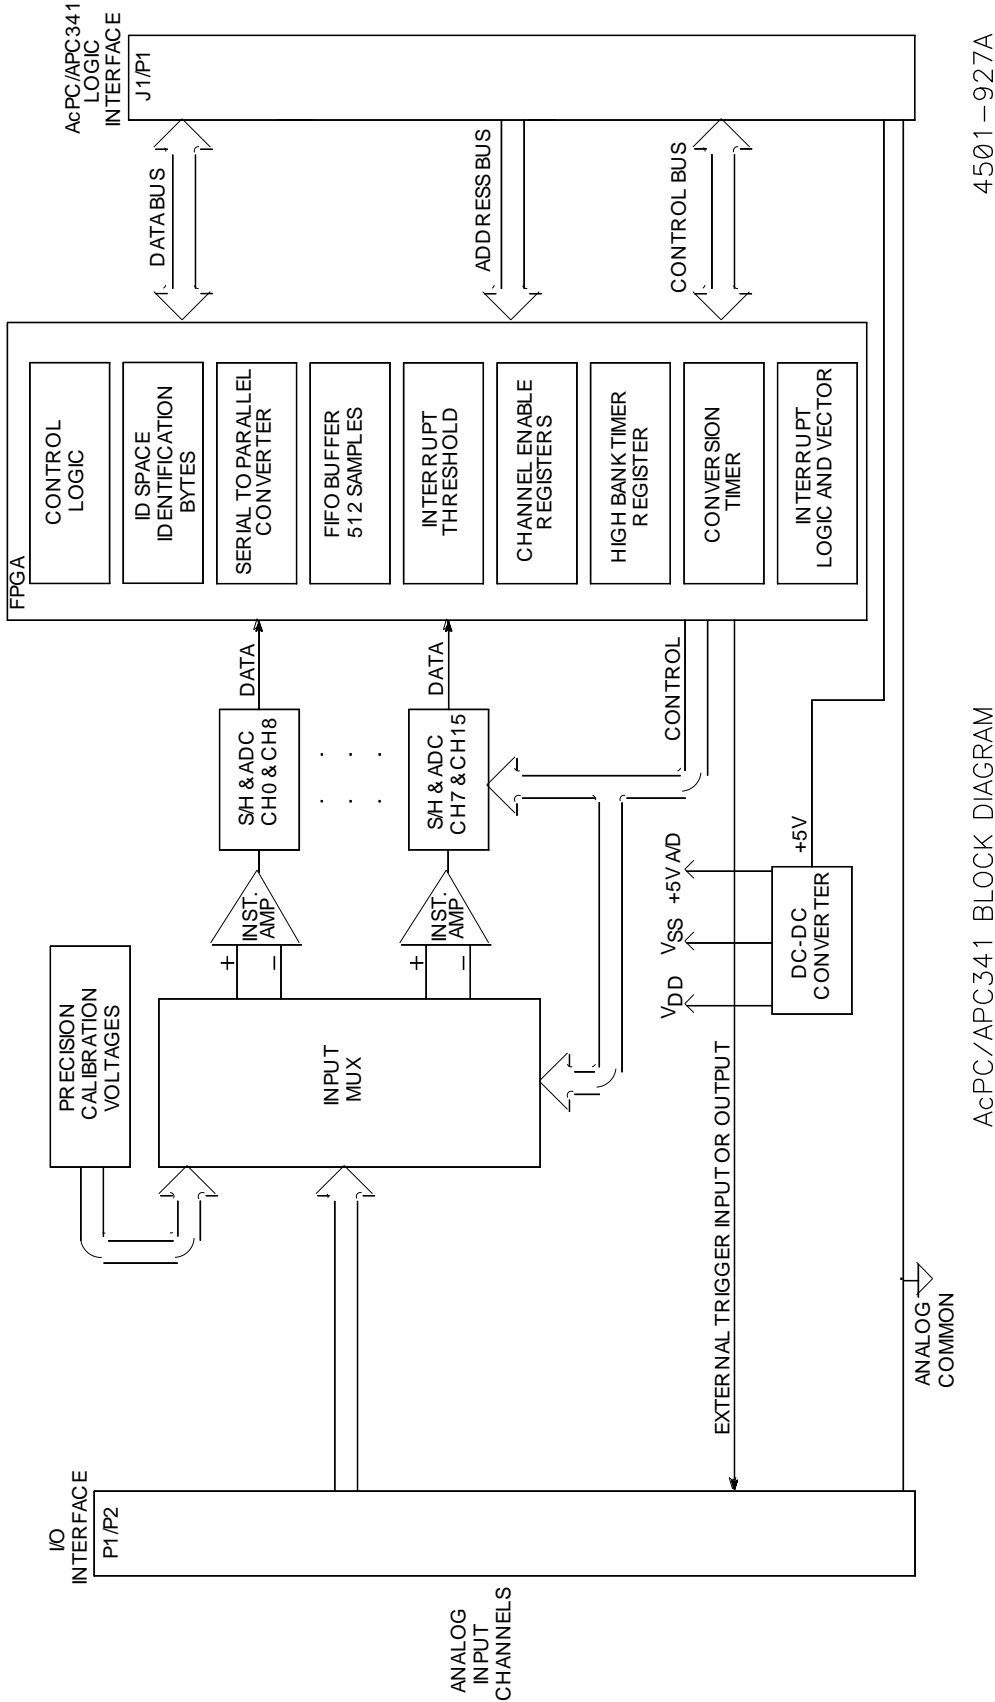 I/O
INTERFACE
P1/P2
ANALOG
INPUT
CHANNELS
PRECISION
CALIBRATION
VOLTAGES
INPUT
MUX
+
−
INST.
AMP
+
−
INST.
AMP
S/H & ADC
CH0 & CH8
. . .
. . .
S/H & ADC
CH7 & CH15
DATA
DATA
CONTROL
EXTERNAL TRIGGER INPUT OR OUTPUT
VDD
VSS
+5V A/D
DC-DC
CONVERTER
+5V
ANALOG
COMMON
FPGA
CONTROL
LOGIC
ID SPACE
IDENTIFICATION
BYTES
SERIAL TO PARALLEL
CONVERTER
FIFO BUFFER
512 SAMPLES
INTERRUPT
THRESHOLD
CHANNEL ENABLE
REGISTERS
HIGH BANK TIMER
REGISTER
CONVERSION
TIMER
INTERRUPT
LOGIC AND VECTOR
DATA BUS
ADDRESS BUS
CONTROL BUS
AcPC/APC341
LOGIC
INTERFACE
J1/P1
AcPC/APC341 BLOCK DIAGRAM
4501-927A